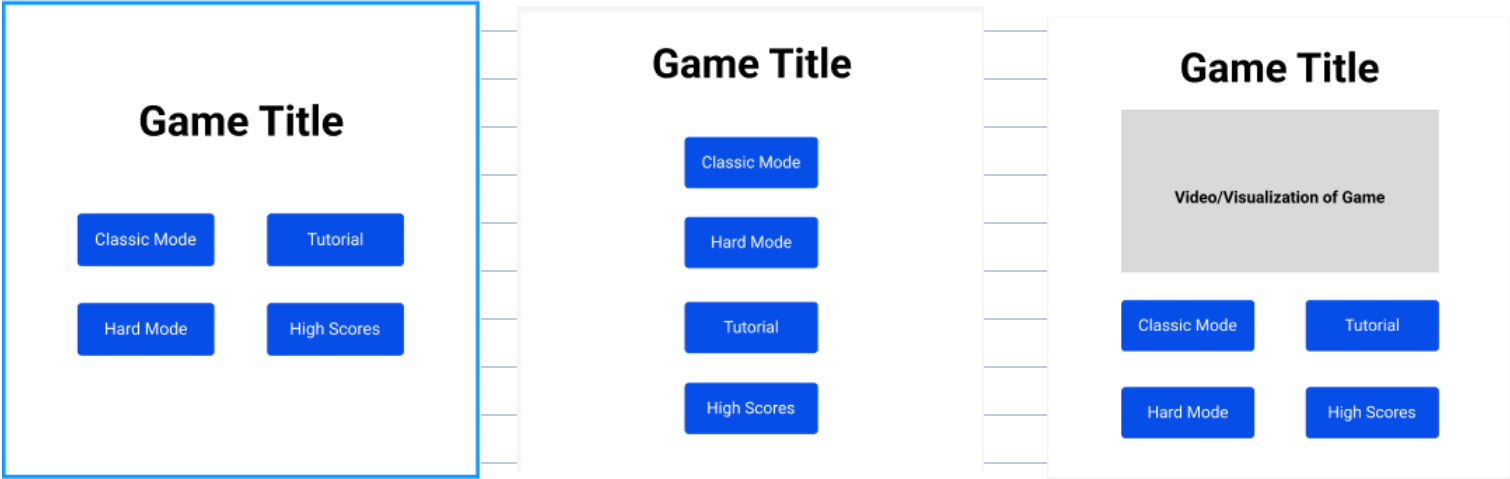 Game Title
Classic Mode
Tutorial
Hard Mode
High Scores
Game Title
Classic Mode
Hard Mode
Tutorial
High Scores
Game Title
Video/Visualization of Game
Classic Mode
Tutorial
Hard Mode
High Scores